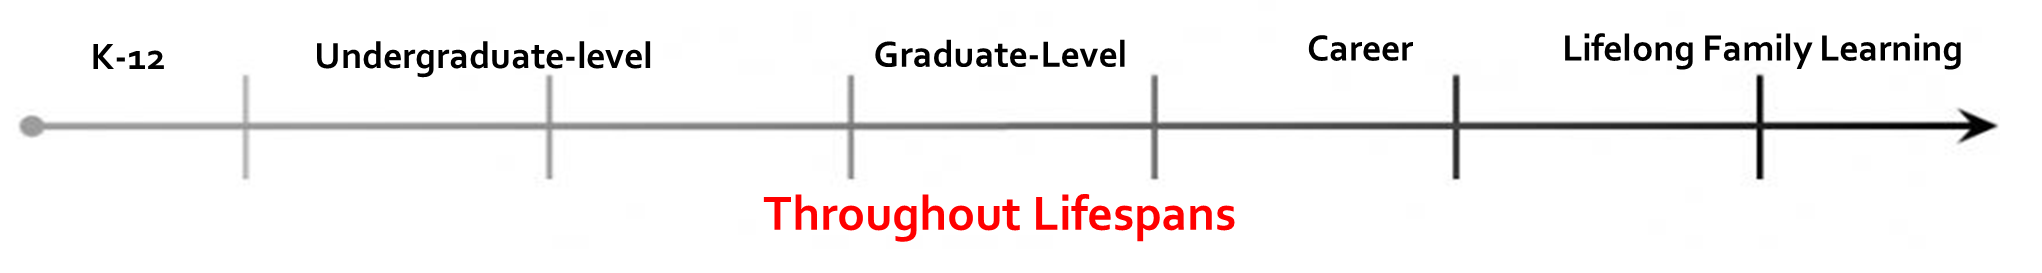 K-12
Undergraduate-level
Graduate-Level
Career
Lifelong Family Learning
Throughout Lifespans